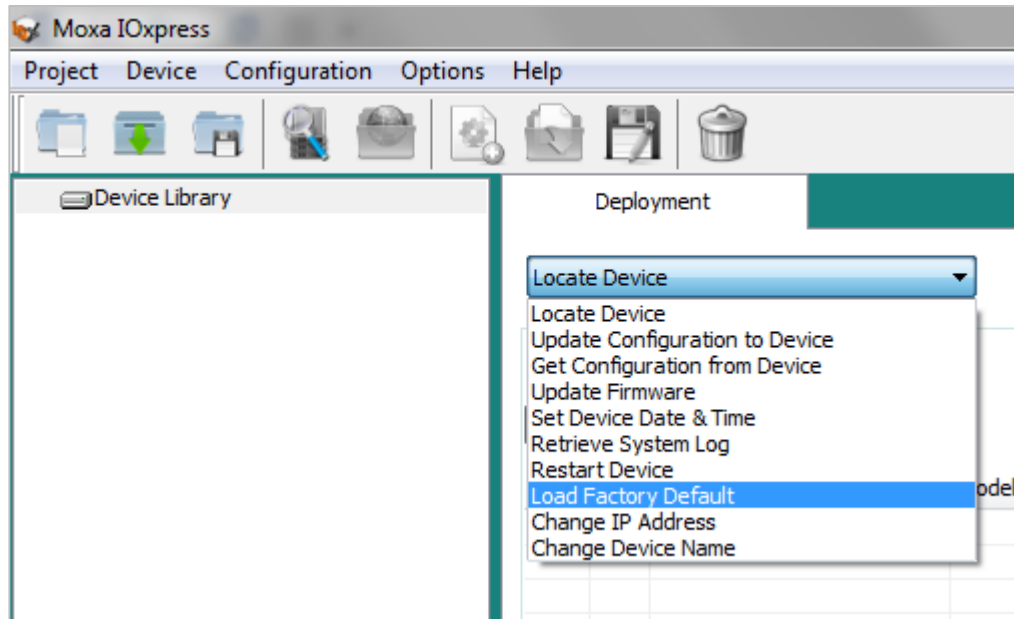 Moxa IOxpress
Project Device Configuration Options Help
Device Library
Deployment
Locate Device
Locate Device
Update Configuration to Device
Get Configuration from Device
Update Firmware
Set Device Date & Time
Retrieve System Log
Restart Device
Load Factory Default
Change IP Address
Change Device Name
odel